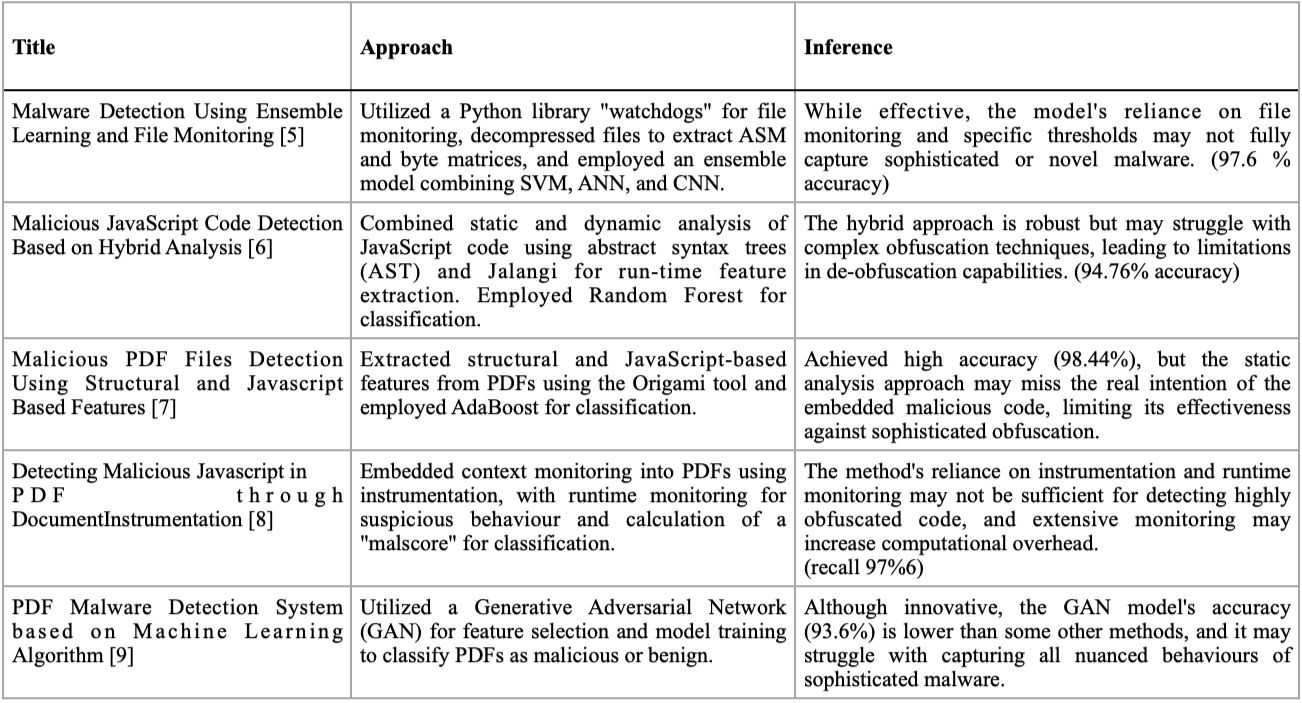 Title
Approach
Inference
Malware Detection Using Ensemble
Learning and File Monitoring [5]
Utilized a Python library "watchdogs" for file
monitoring, decompressed files to extract ASM
and byte matrices, and employed an ensemble
model combining SVM, ANN, and CNN.
While effective, the model's reliance on file
monitoring and specific thresholds may not fully
capture sophisticated or novel malware. (97.6 %
accuracy)
Malicious JavaScript Code Detection
Based on Hybrid Analysis [6]
Combined static and dynamic analysis of
JavaScript code using abstract syntax trees
(AST) and Jalangi for run-time feature
extraction. Employed Random Forest for
classification.
The hybrid approach is robust but may struggle with
complex obfuscation techniques, leading to limitations
in de-obfuscation capabilities. (94.76% accuracy)
Malicious PDF Files Detection
Using Structural and Javascript
Based Features [7]
Extracted structural and JavaScript-based
features from PDFs using the Origami tool and
employed AdaBoost for classification.
Achieved high accuracy (98.44%), but the static
analysis approach may miss the real intention of the
embedded malicious code, limiting its effectiveness
against sophisticated obfuscation.
Detecting Malicious Javascript in
PDF through
DocumentInstrumentation [8]
Embedded context monitoring into PDFs using
instrumentation, with runtime monitoring for
suspicious behaviour and calculation of a
"malscore" for classification.
The method's reliance on instrumentation and runtime
monitoring may not be sufficient for detecting highly
obfuscated code, and extensive monitoring may
increase computational overhead.
(recall 97%6)
PDF Malware Detection System
based on Machine Learning
Algorithm [9]
Utilized a Generative Adversarial Network
(GAN) for feature selection and model training
to classify PDFs as malicious or benign.
Although innovative, the GAN model's accuracy
(93.6%) is lower than some other methods, and it may
struggle with capturing all nuanced behaviours of
sophisticated malware.